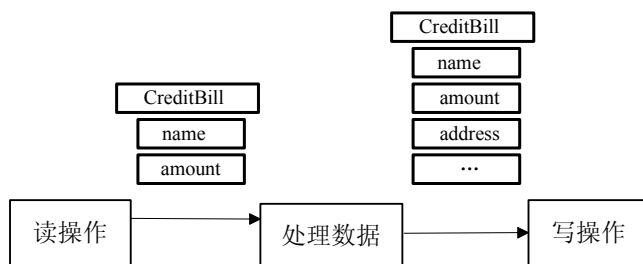 CreditBill
name
amount
CreditBill
name
amount
address
...
读操作
处理数据
写操作